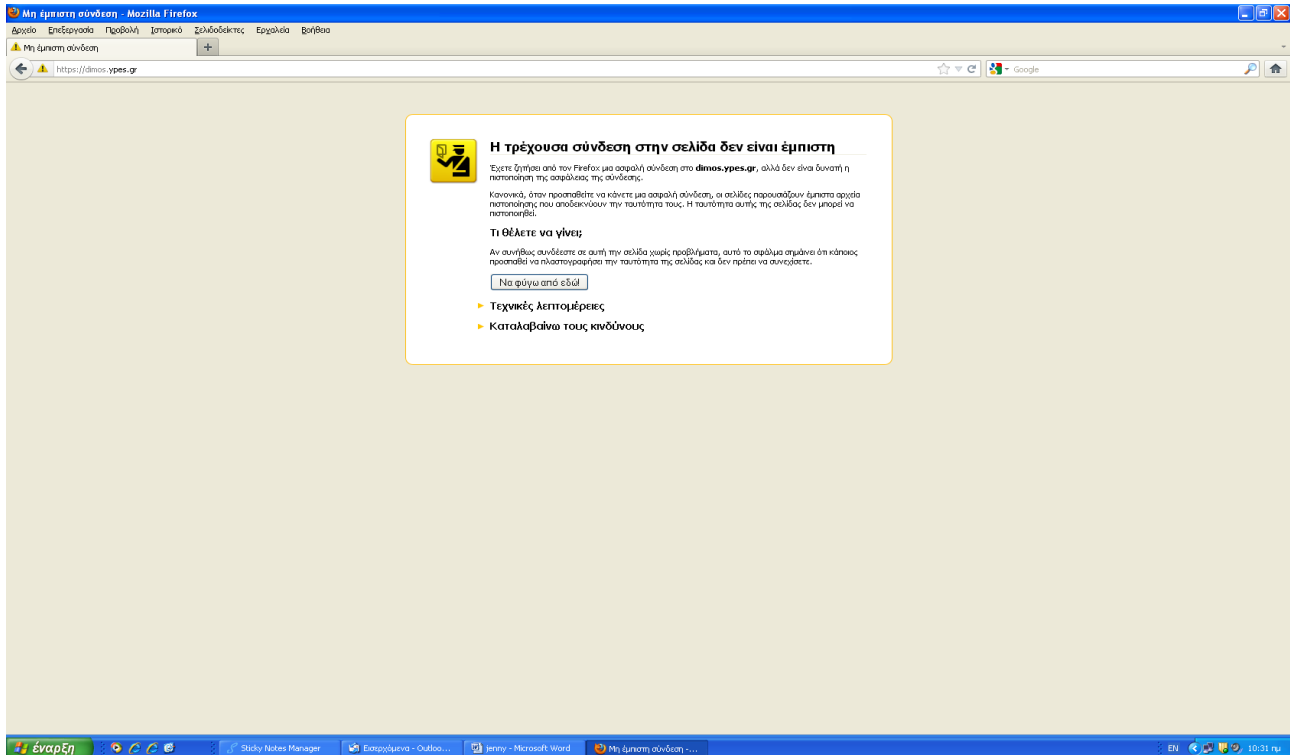 Μη έμπιστη σύνδεση - Mozilla Firefox
Αρχείο Επεξεργασία Προβολή Ιστορικό Σελιδοδείκτες Εργαλεία Βοήθεια
Μη έμπιστη σύνδεση
https://dimos.ypes.gr
Google
Η τρέχουσα σύνδεση στην σελίδα δεν είναι έμπιστη
Έχετε ζητήσει από τον Firefox μια ασφαλή σύνδεση στο dimos.ypes.gr, αλλά δεν είναι δυνατή η
πιστοποίηση της ασφάλειας της σύνδεσης.
Κανονικά, όταν προσπαθείτε να κάνετε μια ασφαλή σύνδεση, οι σελίδες παρουσιάζουν έμπιστα αρχεία
πιστοποίησης που αποδεικνύουν την ταυτότητα τους. Η ταυτότητα αυτής της σελίδας δεν μπορεί να
πιστοποιηθεί.
Τι θέλετε να γίνει;
Αν συνήθως συνδέεστε σε αυτή την σελίδα χωρίς προβλήματα, αυτό το σφάλμα σημάινει ότι κάποιος
προσπαθεί να πλαστογραφήσει την ταυτότητα της σελίδας και δεν πρέπει να συνεχίσετε.
Να φύγω από εδώ!
Τεχνικές λεπτομέρειες
Καταλαβαίνω τους κινδύνους
έναρξη
Sticky Notes Manager
Εισερχόμενα - Outloo...
jenny - Microsoft Word
Μη έμπιστη σύνδεση -...
EN
10:31 πμ